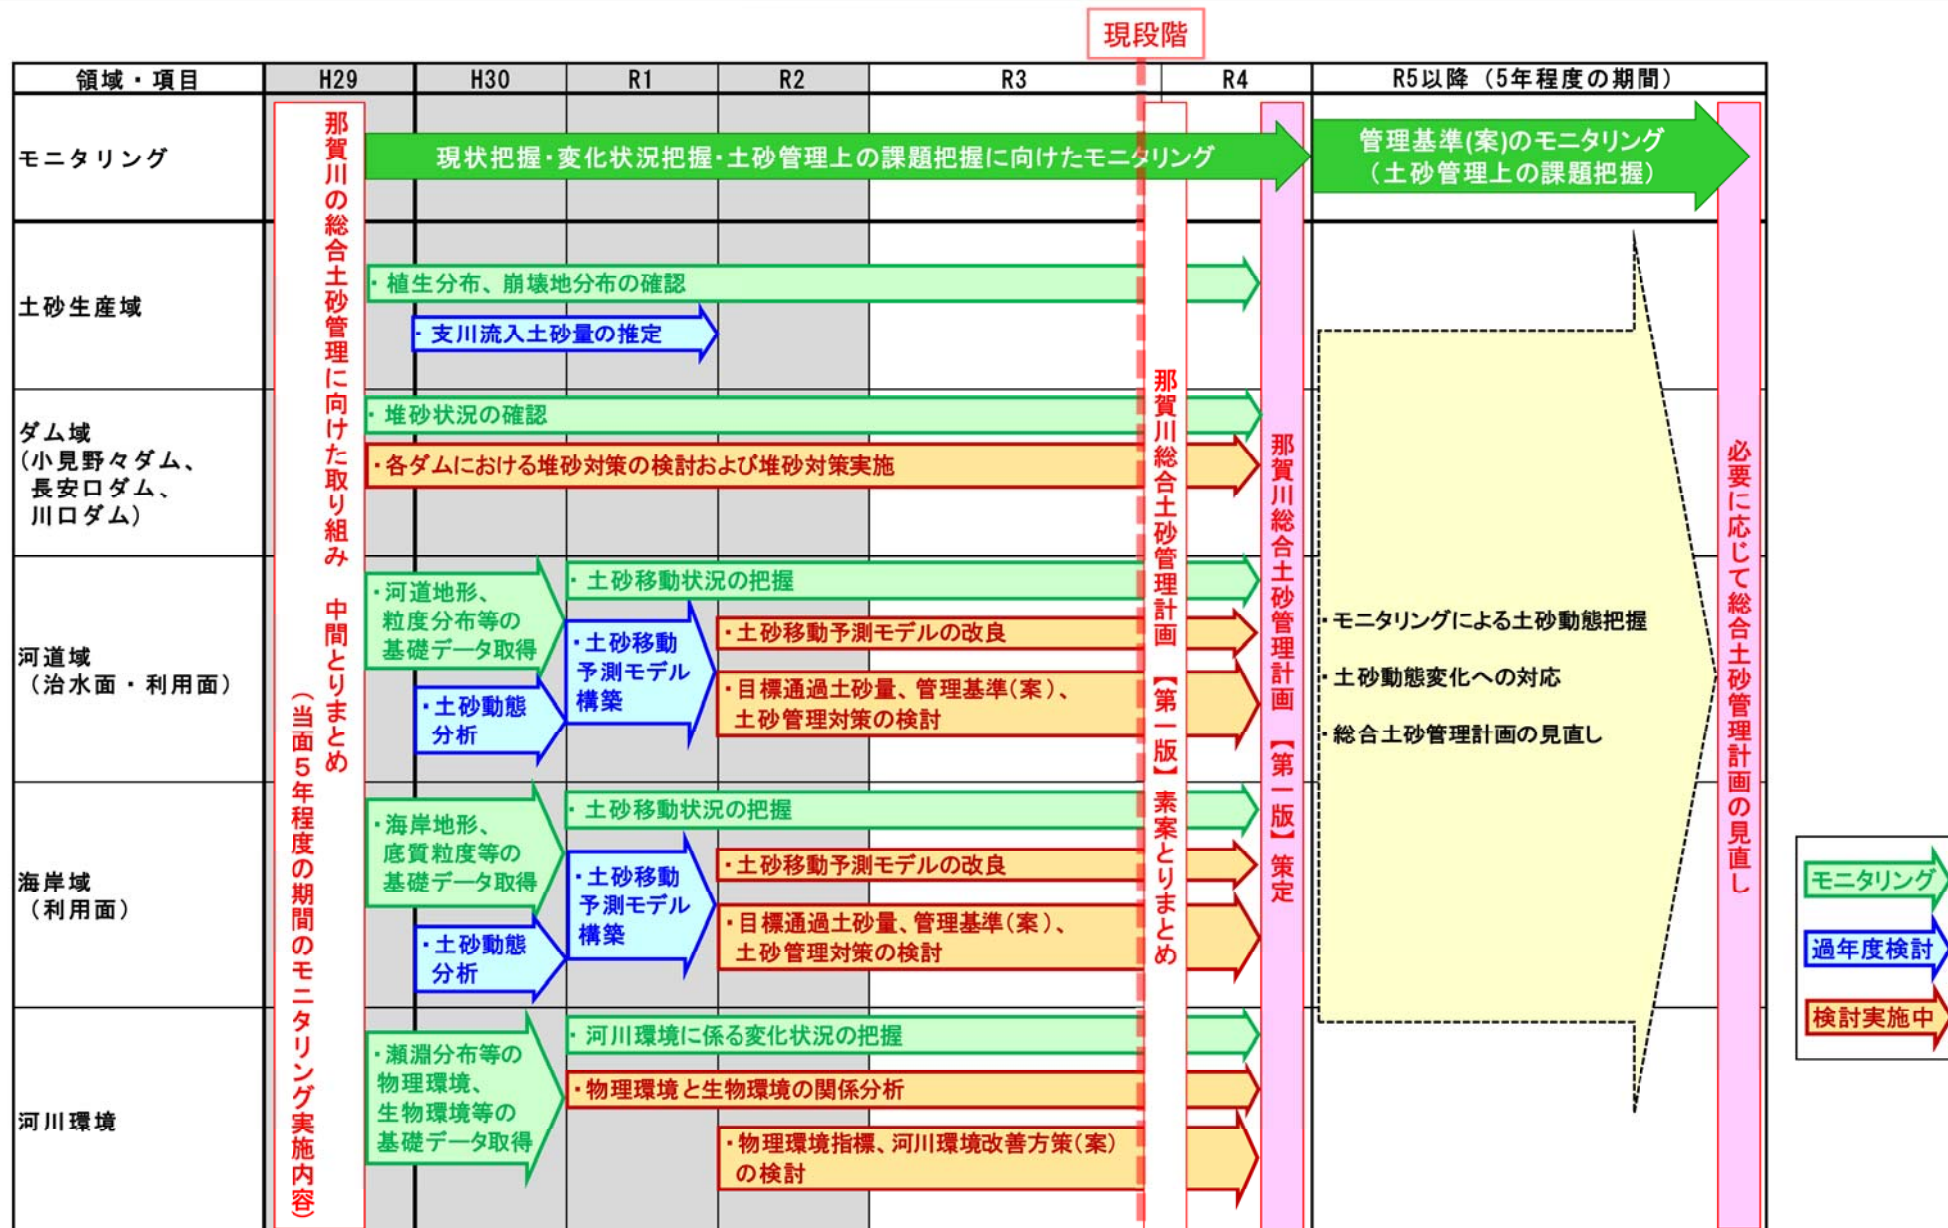 現段階
領域・項目
H29
H30
R1
R2
R3
R4
R5以降（5年程度の期間）
モニタリング
現状把握・変化状況把握・土砂管理上の課題把握に向けたモニタリング
管理基準(案)のモニタリング
（土砂管理上の課題把握）
那賀川の総合土砂管理に向けた取り組み　中間とりまとめ
（当面５年程度の期間のモニタリング実施内容）
土砂生産域
・植生分布、崩壊地分布の確認
・支川流入土砂量の推定
ダム域
（小見野々ダム、
長安口ダム、
川口ダム）
・堆砂状況の確認
・各ダムにおける堆砂対策の検討および堆砂対策実施
河道域
（治水面・利用面）
・河道地形、
粒度分布等の
基礎データ取得
・土砂動態
分析
・土砂移動状況の把握
・土砂移動
予測モデル
構築
・土砂移動予測モデルの改良
・目標通過土砂量、管理基準（案）、
土砂管理対策の検討
海岸域
（利用面）
・海岸地形、
底質粒度等の
基礎データ取得
・土砂動態
分析
・土砂移動状況の把握
・土砂移動
予測モデル
構築
・土砂移動予測モデルの改良
・目標通過土砂量、管理基準（案）、
土砂管理対策の検討
河川環境
・瀬淵分布等の
物理環境、
生物環境等の
基礎データ取得
・河川環境に係る変化状況の把握
・物理環境と生物環境の関係分析
・物理環境指標、河川環境改善方策（案）
の検討
那賀川総合土砂管理計画　【第一版】素案とりまとめ
那賀川総合土砂管理計画　【第一版】策定
・モニタリングによる土砂動態把握
・土砂動態変化への対応
・総合土砂管理計画の見直し
必要に応じて総合土砂管理計画の見直し
モニタリング
過年度検討
検討実施中